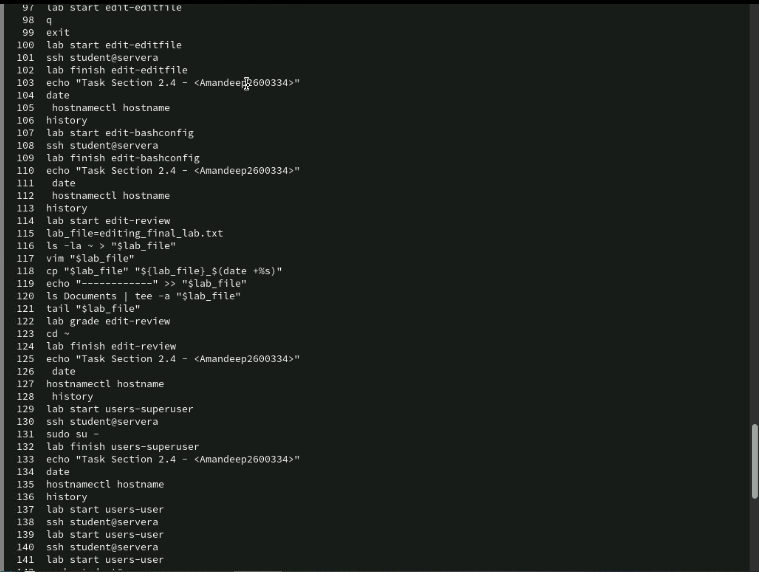 97 lab start edit-editfile
98 q
99 exit
100 lab start edit-editfile
101 ssh student@servera
102 lab finish edit-editfile
103 echo "Task Section 2.4 - <Amandeep2600334>"
104 date
105  hostnamectl hostname
106 history
107 lab start edit-bashconfig
108 ssh student@servera
109 lab finish edit-bashconfig
110 echo "Task Section 2.4 - <Amandeep2600334>"
111  date
112  hostnamectl hostname
113 history
114 lab start edit-review
115 lab_file=editing_final_lab.txt
116 ls -la ~ > "$lab_file"
117 vim "$lab_file"
118 cp "$lab_file" "${lab_file}_$(date +%s)"
119 echo "------------" >> "$lab_file"
120 ls Documents | tee -a "$lab_file"
121 tail "$lab_file"
122 lab grade edit-review
123 cd ~
124 lab finish edit-review
125 echo "Task Section 2.4 - <Amandeep2600334>"
126  date
127 hostnamectl hostname
128  history
129 lab start users-superuser
130 ssh student@servera
131 sudo su -
132 lab finish users-superuser
133 echo "Task Section 2.4 - <Amandeep2600334>"
134 date
135 hostnamectl hostname
136 history
137 lab start users-user
138 ssh student@servera
139 lab start users-user
140 ssh student@servera
141 lab start users-user